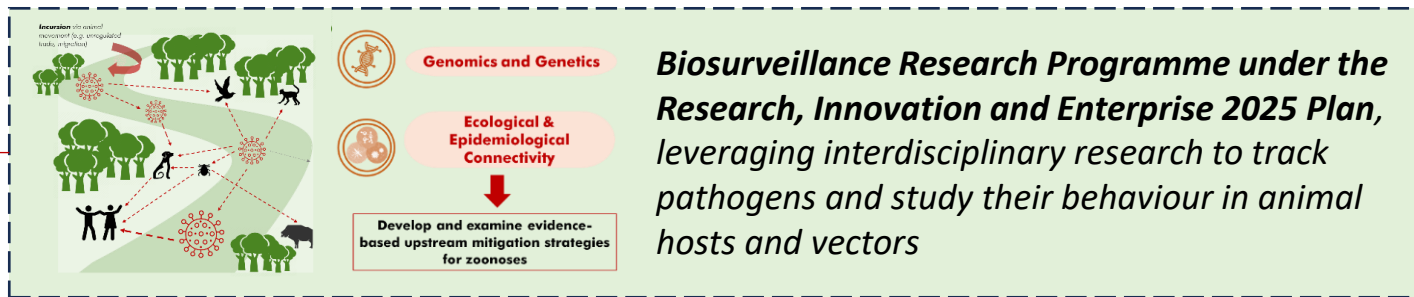 Incursion via animal
movement (e.g. unregulated
trade, migration)
Genomics and Genetics
Ecological &
Epidemiological
Connectivity
Develop and examine evidence-
based upstream mitigation strategies
for zoonoses
Biosurveillance Research Programme under the
Research, Innovation and Enterprise 2025 Plan,
leveraging interdisciplinary research to track
pathogens and study their behaviour in animal
hosts and vectors